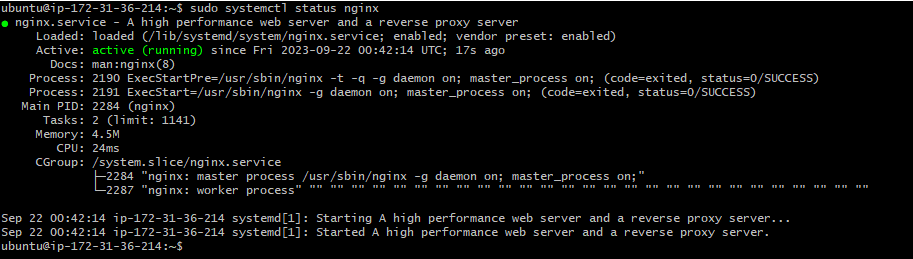 ubuntu@ip-172-31-36-214:~$ sudo systemctl status nginx
● nginx.service - A high performance web server and a reverse proxy server
Loaded: loaded (/lib/systemd/system/nginx.service; enabled; vendor preset: enabled)
Active: active (running) since Fri 2023-09-22 00:42:14 UTC; 17s ago
Docs: man:nginx(8)
Process: 2190 ExecStartPre=/usr/sbin/nginx -t -q -g daemon on; master_process on; (code=exited, status=0/SUCCESS)
Process: 2191 ExecStart=/usr/sbin/nginx -g daemon on; master_process on; (code=exited, status=0/SUCCESS)
Main PID: 2284 (nginx)
Tasks: 2 (limit: 1141)
Memory: 4.5M
CPU: 24ms
CGroup: /system.slice/nginx.service
├─2284 "nginx: master process /usr/sbin/nginx -g daemon on; master_process on;"
└─2287 "nginx: worker process" "" "" "" "" "" "" "" "" "" "" "" "" "" "" "" "" "" "" "" "" "" "" "" "" "" "" ""
Sep 22 00:42:14 ip-172-31-36-214 systemd[1]: Starting A high performance web server and a reverse proxy server...
Sep 22 00:42:14 ip-172-31-36-214 systemd[1]: Started A high performance web server and a reverse proxy server.
ubuntu@ip-172-31-36-214:~$